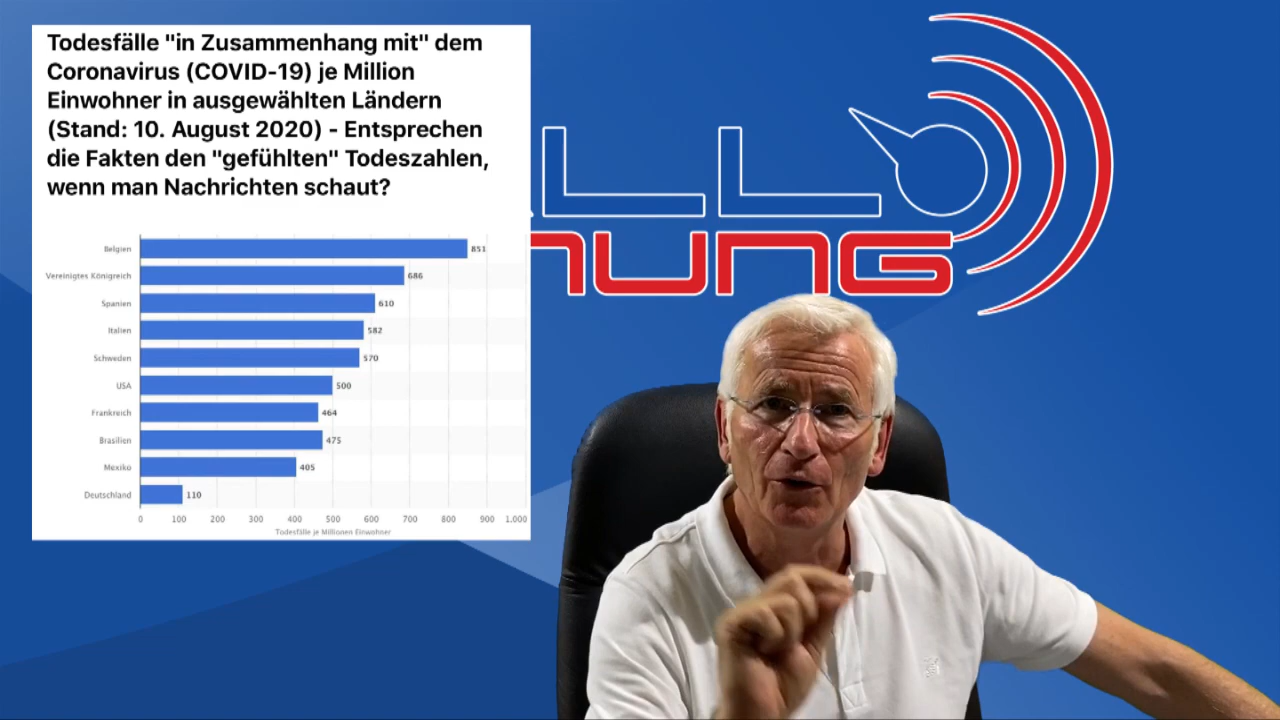 Todesfälle "in Zusammenhang mit" dem
Coronavirus (COVID-19) je Million
Einwohner in ausgewählten Ländern
(Stand: 10. August 2020) - Entsprechen
die Fakten den "gefühlten" Todeszahlen,
wenn man Nachrichten schaut?
Belgien 851
Vereinigtes Königreich 686
Spanien 610
Italien 582
Schweden 570
USA 500
Frankreich 464
Brasilien 475
Mexiko 405
Deutschland 110
0 100 200 300 400 500 600 700 800 900 1.000
Todesfälle je Millionen Einwohner